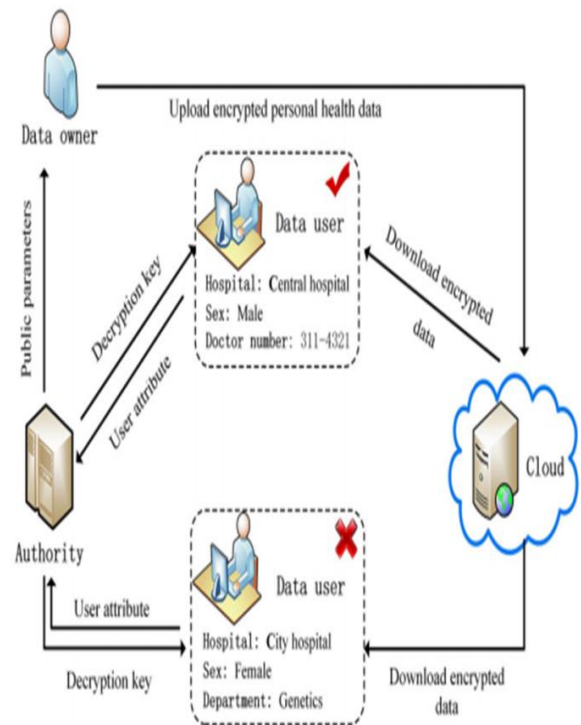 Upload encrypted personal health data
Data owner
Public parameters
Decryption key
User attribute
Data user
Hospital: Central hospital
Sex: Male
Doctor number: 311-4321
Download encrypted
data
Cloud
Authority
User attribute
Decryption key
Data user
Hospital: City hospital
Sex: Female
Department: Genetics
Download encrypted
data